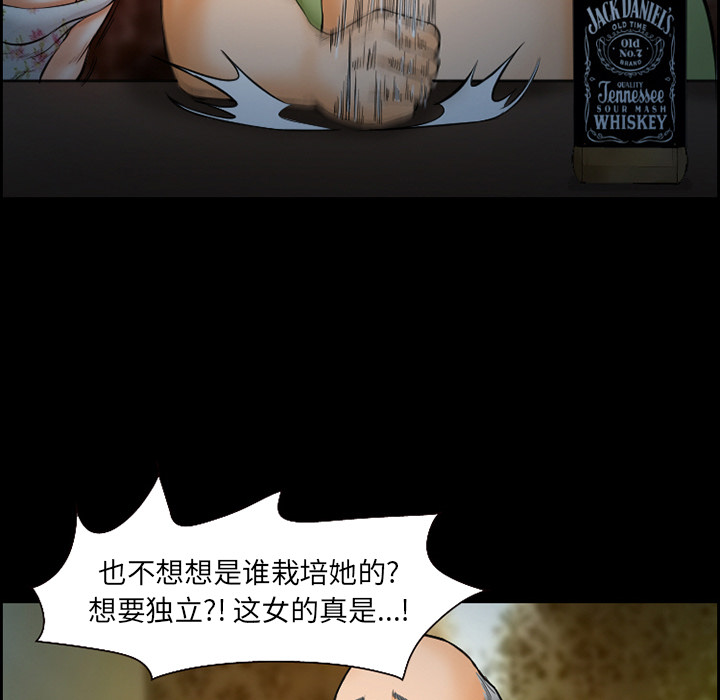 JACK DANIEL'S
OLD TIME
Old
No.7
BRAND
QUALITY
Tennessee
SOUR MASH
WHISKEY
也不想想是谁栽培她的?
想要独立?! 这女的真是...!